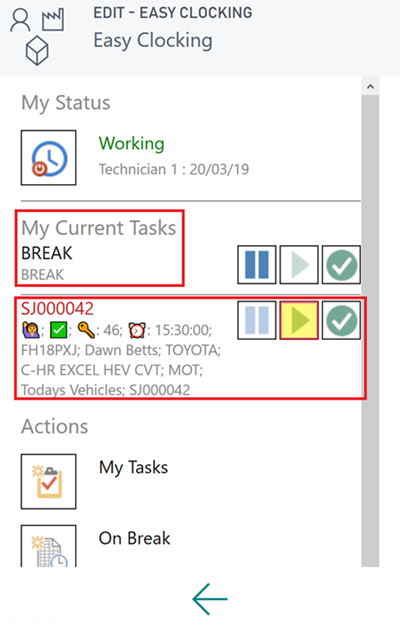 EDIT - EASY CLOCKING
Easy Clocking
My Status
Working
Technician 1 : 20/03/19
My Current Tasks
BREAK
BREAK
SJ000042
🙋; ✅; 🔑: 46; ⏰: 15:30:00;
FH18PXJ; Dawn Betts; TOYOTA;
C-HR EXCEL HEV CVT; MOT;
Todays Vehicles; SJ000042
Actions
My Tasks
On Break